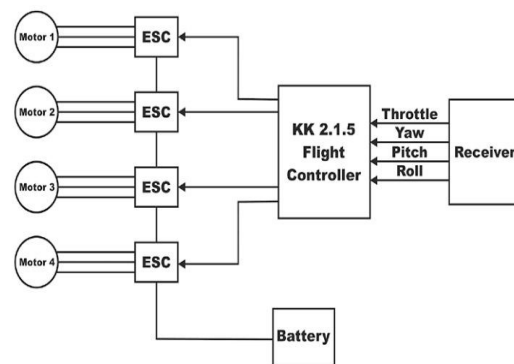 Motor 1
ESC
Motor 2
ESC
Motor 3
ESC
Motor 4
ESC
KK 2.1.5
Flight
Controller
Throttle
Yaw
Pitch
Roll
Receiver
Battery